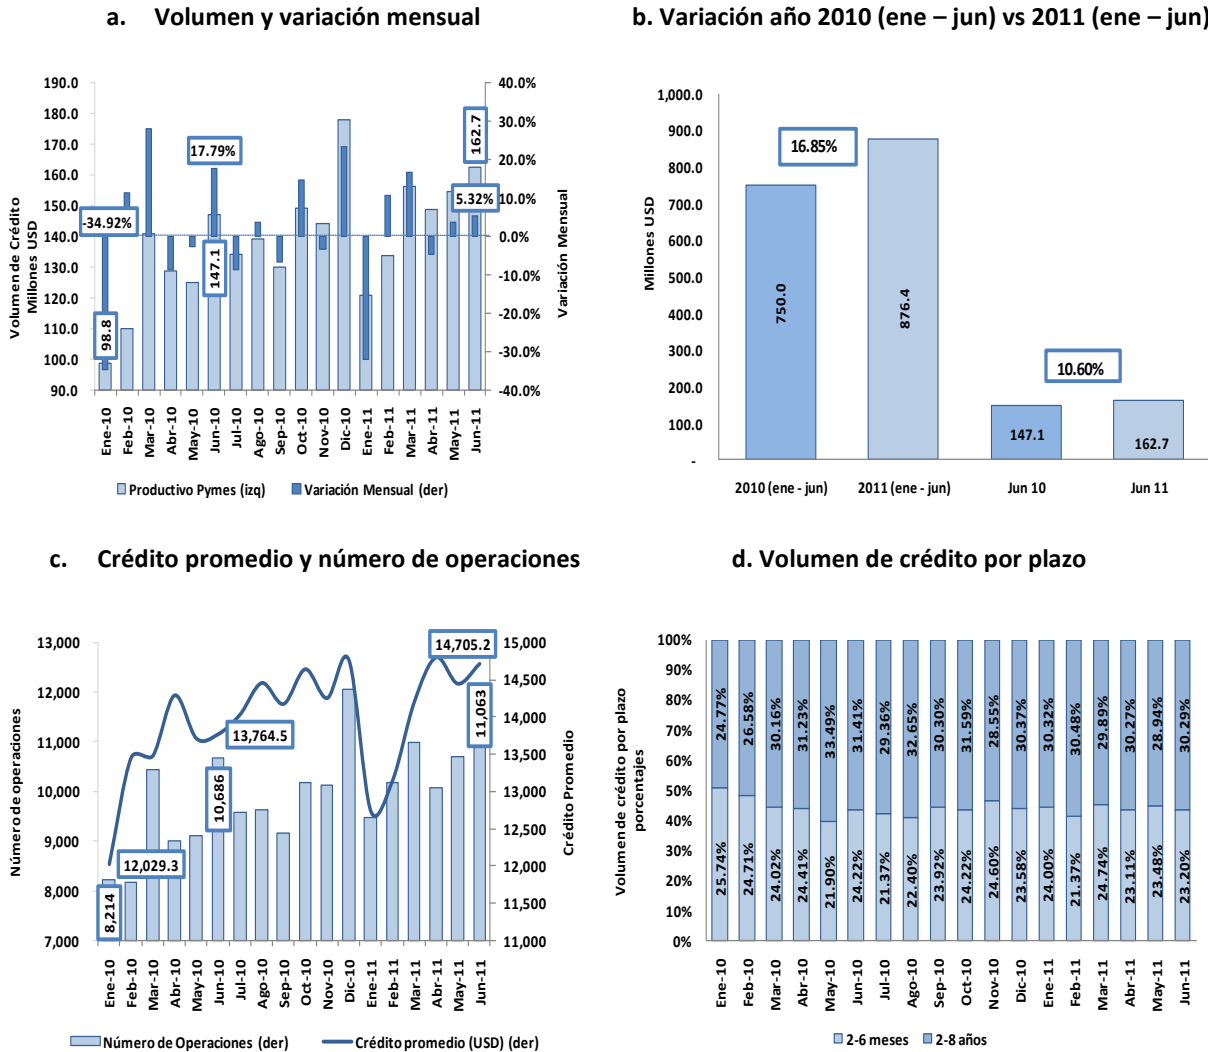 a. Volumen y variación mensual
190.0
180.0
170.0
160.0
150.0
140.0
130.0
120.0
110.0
100.0
90.0
Volumen de Crédito
Millones USD
40.0%
30.0%
20.0%
10.0%
0.0%
-10.0%
-20.0%
-30.0%
-40.0%
Variación Mensual
-34.92%
98.8
17.79%
147.1
162.7
5.32%
Ene-10
Feb-10
Mar-10
Abr-10
May-10
Jun-10
Jul-10
Ago-10
Sep-10
Oct-10
Nov-10
Dic-10
Ene-11
Feb-11
Mar-11
Abr-11
May-11
Jun-11
Productivo Pymes (izq)
Variación Mensual (der)
b. Variación año 2010 (ene – jun) vs 2011 (ene – jun)
1,000.0
900.0
800.0
700.0
600.0
500.0
400.0
300.0
200.0
100.0
-
Millones USD
16.85%
750.0
876.4
10.60%
147.1
162.7
2010 (ene - jun)
2011 (ene - jun)
Jun 10
Jun 11
c. Crédito promedio y número de operaciones
13,000
12,000
11,000
10,000
9,000
8,000
7,000
Número de operaciones
15,000
14,500
14,000
13,500
13,000
12,500
12,000
11,500
11,000
Crédito Promedio
14,705.2
11,063
13,764.5
10,686
12,029.3
8,214
Ene-10
Feb-10
Mar-10
Abr-10
May-10
Jun-10
Jul-10
Ago-10
Sep-10
Oct-10
Nov-10
Dic-10
Ene-11
Feb-11
Mar-11
Abr-11
May-11
Jun-11
Número de Operaciones (der)
Crédito promedio (USD) (der)
d. Volumen de crédito por plazo
100%
90%
80%
70%
60%
50%
40%
30%
20%
10%
0%
Volumen de crédito por plazo
porcentajes
24.77%
26.58%
30.16%
31.23%
33.49%
31.41%
29.36%
32.65%
30.30%
31.59%
28.55%
30.37%
30.32%
30.48%
29.89%
30.27%
28.94%
30.29%
25.74%
24.71%
24.02%
24.41%
21.90%
24.22%
21.37%
22.40%
23.92%
24.22%
24.60%
23.58%
24.00%
21.37%
24.74%
23.11%
23.48%
23.20%
Ene-10
Feb-10
Mar-10
Abr-10
May-10
Jun-10
Jul-10
Ago-10
Sep-10
Oct-10
Nov-10
Dic-10
Ene-11
Feb-11
Mar-11
Abr-11
May-11
Jun-11
2-6 meses
2-8 años